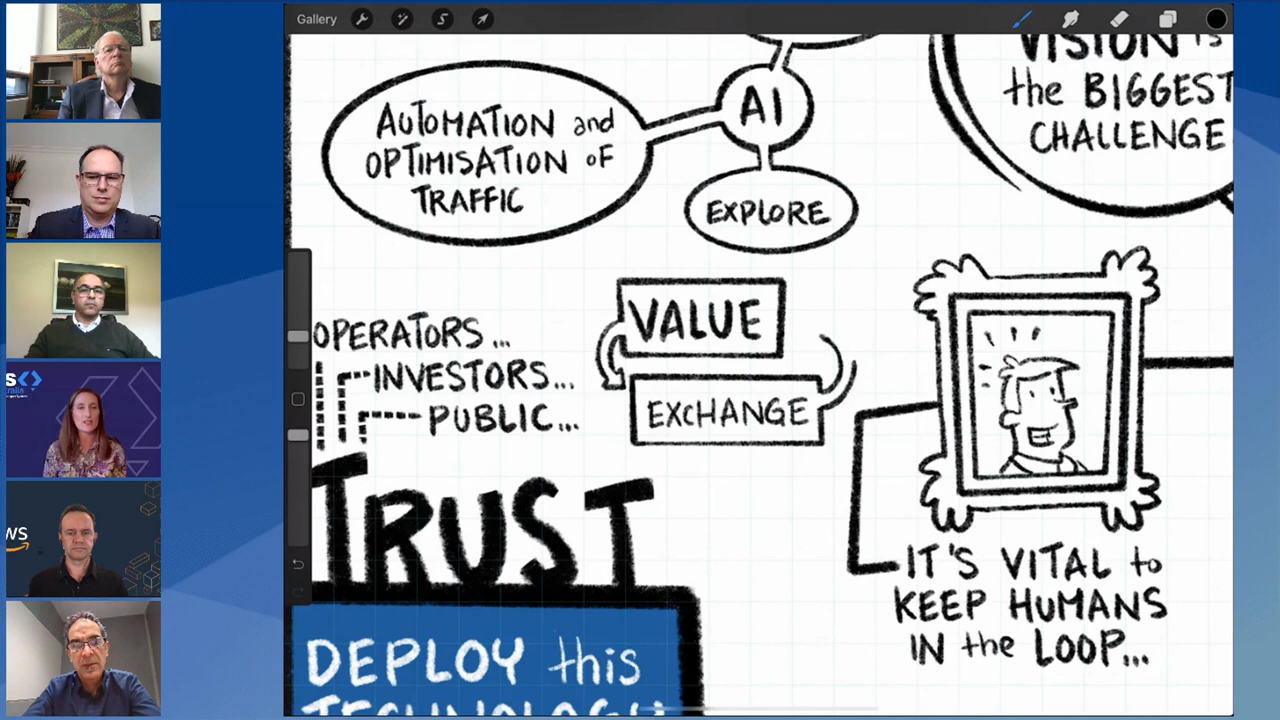 Gallery
VISION is
the BIGGEST
CHALLENGE
AI
AUTOMATION and
OPTIMISATION OF
TRAFFIC
EXPLORE
VALUE
EXCHANGE
OPERATORS...
INVESTORS...
PUBLIC...
TRUST
DEPLOY this
TECHNOLOGY
IT'S VITAL to
KEEP HUMANS
IN the LOOP...